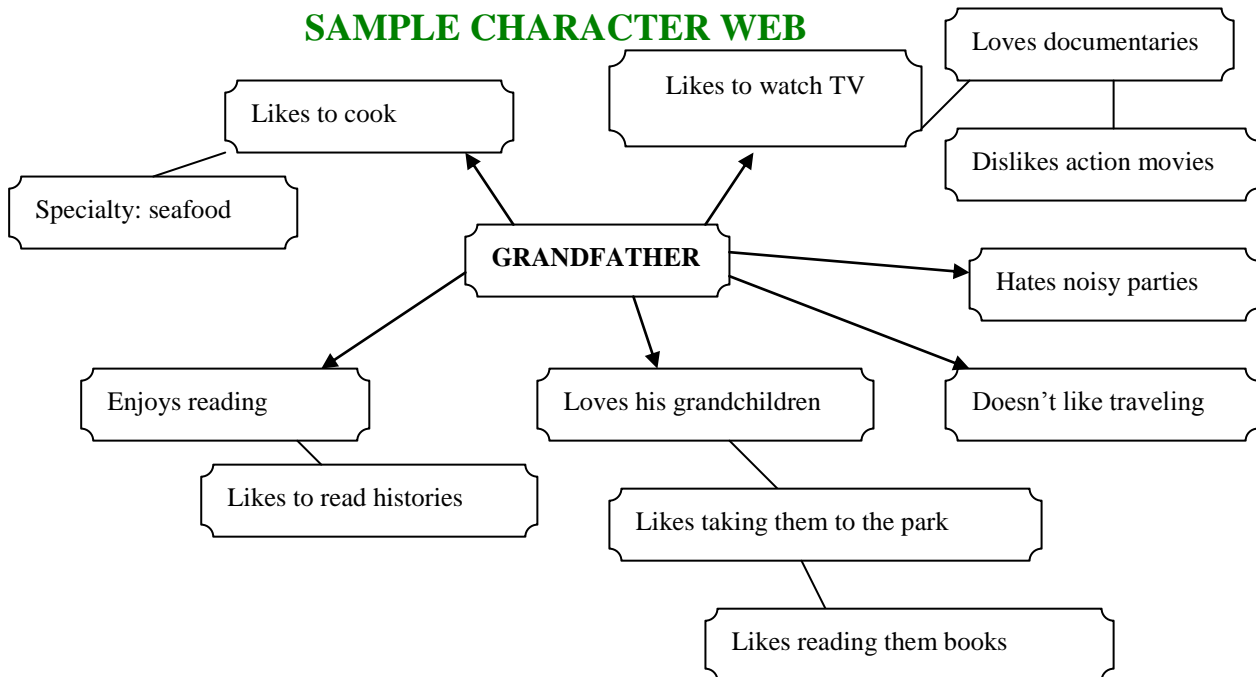 SAMPLE CHARACTER WEB
Loves documentaries
Likes to watch TV
Likes to cook
Dislikes action movies
Specialty: seafood
GRANDFATHER
Hates noisy parties
Enjoys reading
Loves his grandchildren
Doesn’t like traveling
Likes to read histories
Likes taking them to the park
Likes reading them books